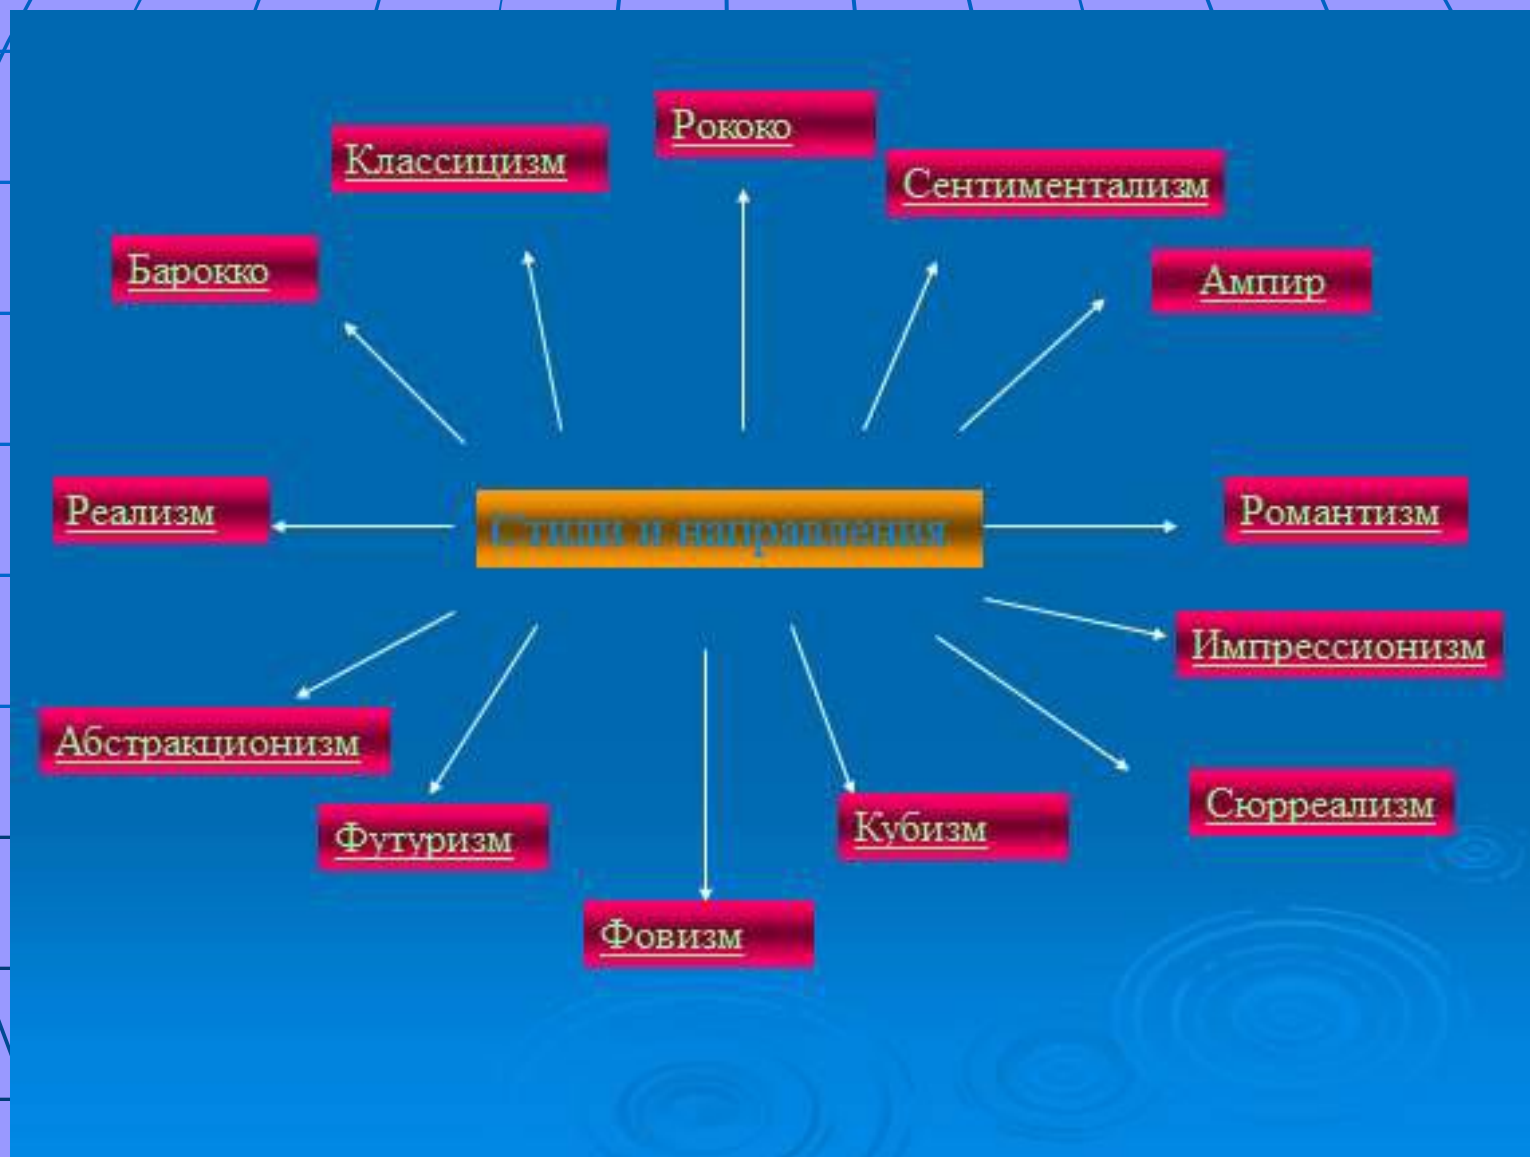 Рококо
Классицизм
Сентиментализм
Барокко
Ампир
Реализм
Стили и направления
Романтизм
Импрессионизм
Абстракционизм
Сюрреализм
Футуризм
Кубизм
Фовизм